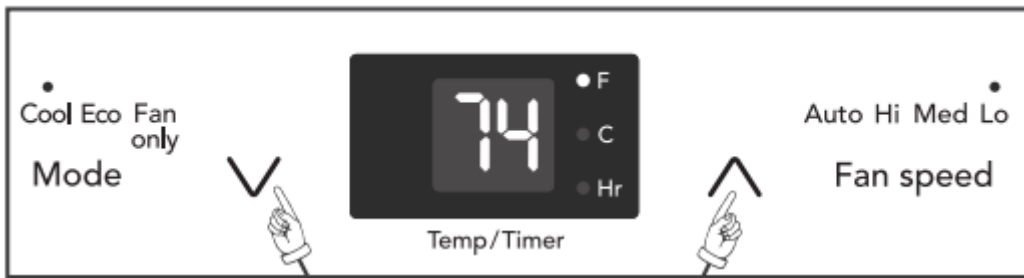 Cool Eco Fan only
Mode
74
F
C
Hr
Temp/Timer
Auto Hi Med Lo
Fan speed